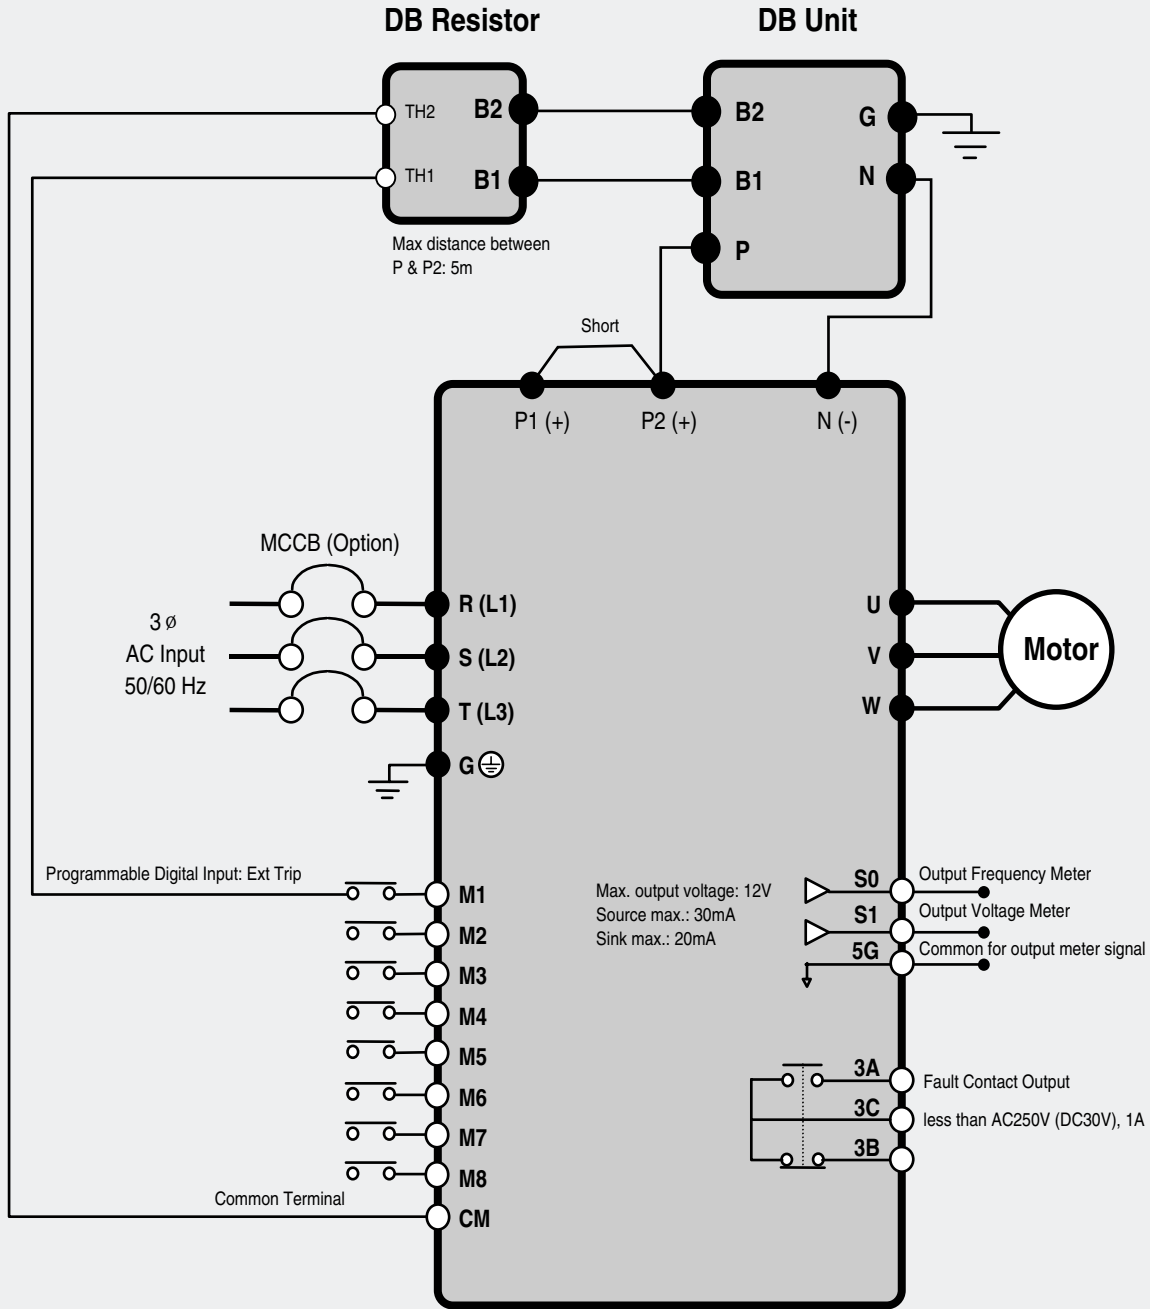 DB Resistor
DB Unit
TH2
B2
TH1
B1
B2
G
B1
N
P
Max distance between
P & P2: 5m
Short
P1 (+)
P2 (+)
N (-)
MCCB (Option)
3 ø
AC Input
50/60 Hz
R (L1)
S (L2)
T (L3)
G
U
V
W
Motor
Programmable Digital Input: Ext Trip
M1
M2
M3
M4
M5
M6
M7
M8
Common Terminal
CM
Max. output voltage: 12V
Source max.: 30mA
Sink max.: 20mA
S0
Output Frequency Meter
S1
Output Voltage Meter
5G
Common for output meter signal
3A
Fault Contact Output
3C
less than AC250V (DC30V), 1A
3B